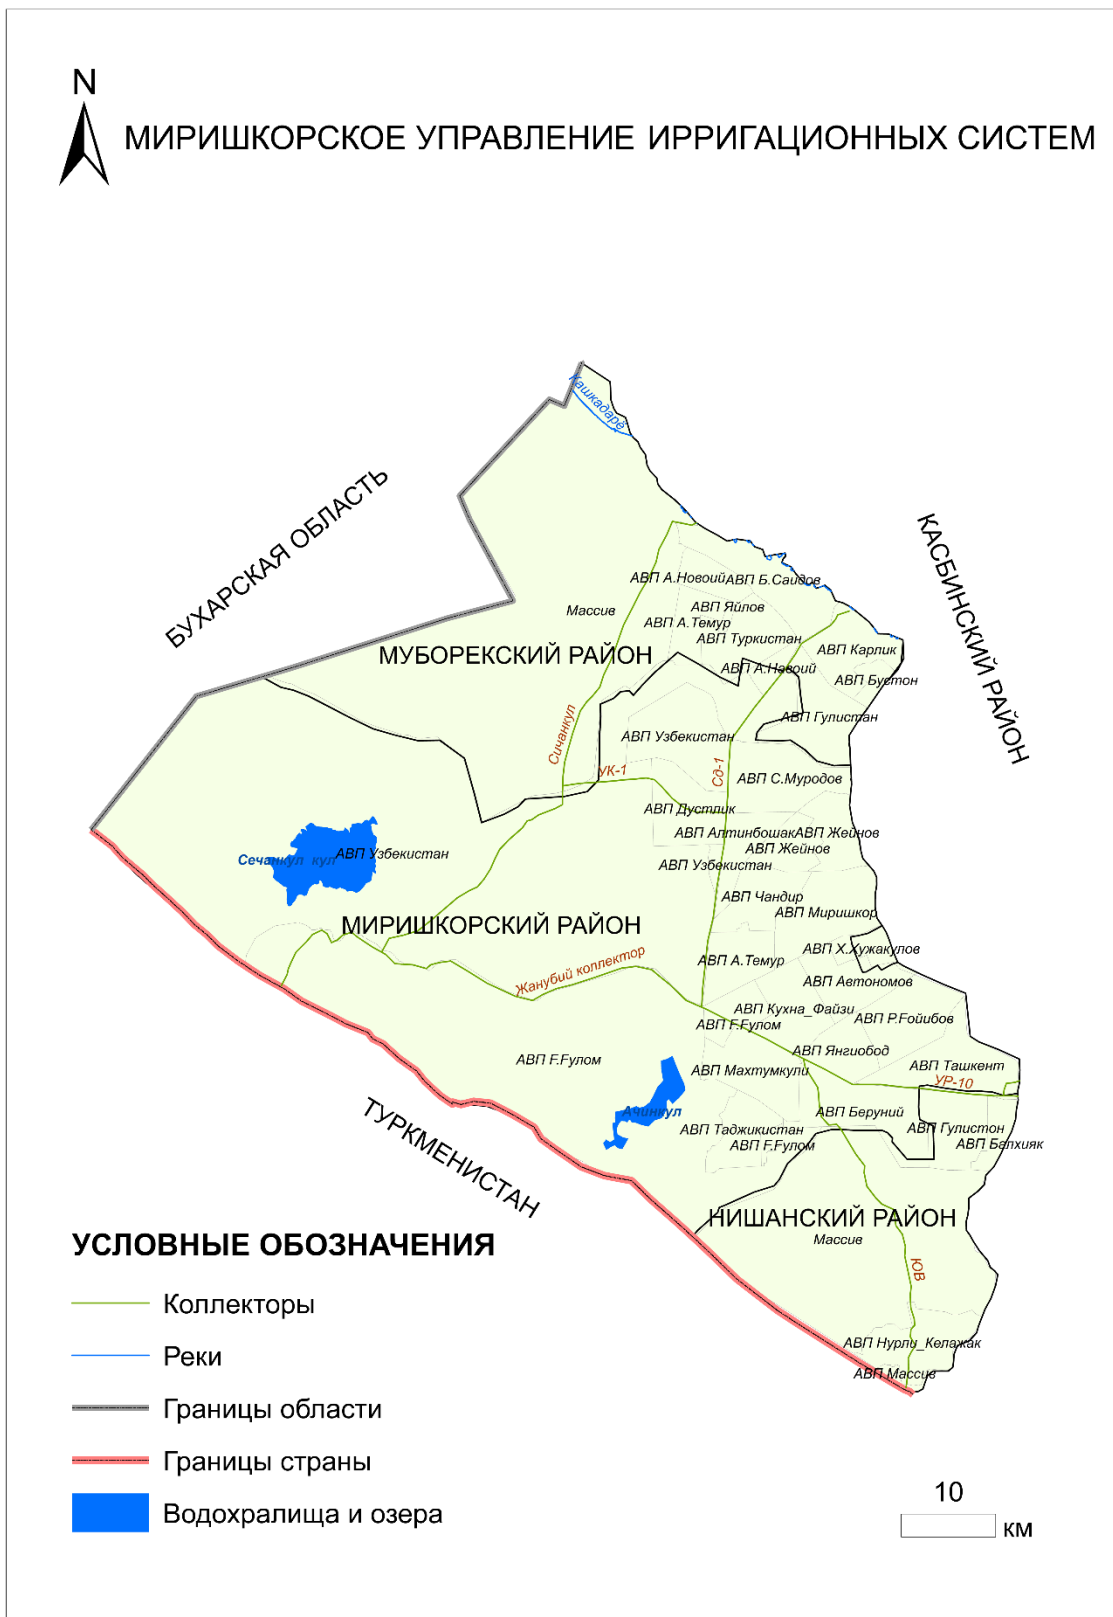 N
МИРИШКОРСКОЕ УПРАВЛЕНИЕ ИРРИГАЦИОННЫХ СИСТЕМ
Кашкадарё
БУХАРСКАЯ ОБЛАСТЬ
КАСБИНСКИЙ РАЙОН
АВП А.Новоий
АВП Б.Саидов
Массив
АВП Яйлов
АВП А.Темур
АВП Туркистан
МУБОРЕКСКИЙ РАЙОН
АВП Карлик
АВП А.Навоий
АВП Бустон
АВП Гулистан
Сичанкул
АВП Узбекистан
УК-1
Сд-1
АВП С.Муродов
АВП Дустлик
АВП Алтинбошак
АВП Жейнов
АВП Жейнов
Сечанкул кул
АВП Узбекистан
АВП Узбекистан
АВП Чандир
АВП Миришкор
МИРИШКОРСКИЙ РАЙОН
АВП Х.Хужакулов
АВП А.Темур
Жанубий коллектор
АВП Автономов
АВП Кухна_Файзи
АВП Р.Ғойибов
АВП Ғ.Ғулом
АВП Янгиобод
АВП Ғ.Ғулом
АВП Ташкент
АВП Махтумкули
УР-10
Ачинкул
АВП Беруний
АВП Таджикистан
АВП Гулистон
АВП Ғ.Ғулом
АВП Балхияк
ТУРКМЕНИСТАН
НИШАНСКИЙ РАЙОН
Массив
ЮВ
АВП Нурли_Келажак
АВП Массив
УСЛОВНЫЕ ОБОЗНАЧЕНИЯ
Коллекторы
Реки
Границы области
Границы страны
Водохралища и озера
10
км